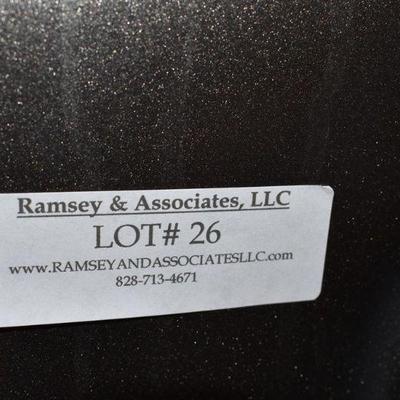 Ramsey & Associates, LLC
LOT# 26
www.RAMSEYANDASSOCIATESLLC.com
828-713-4671